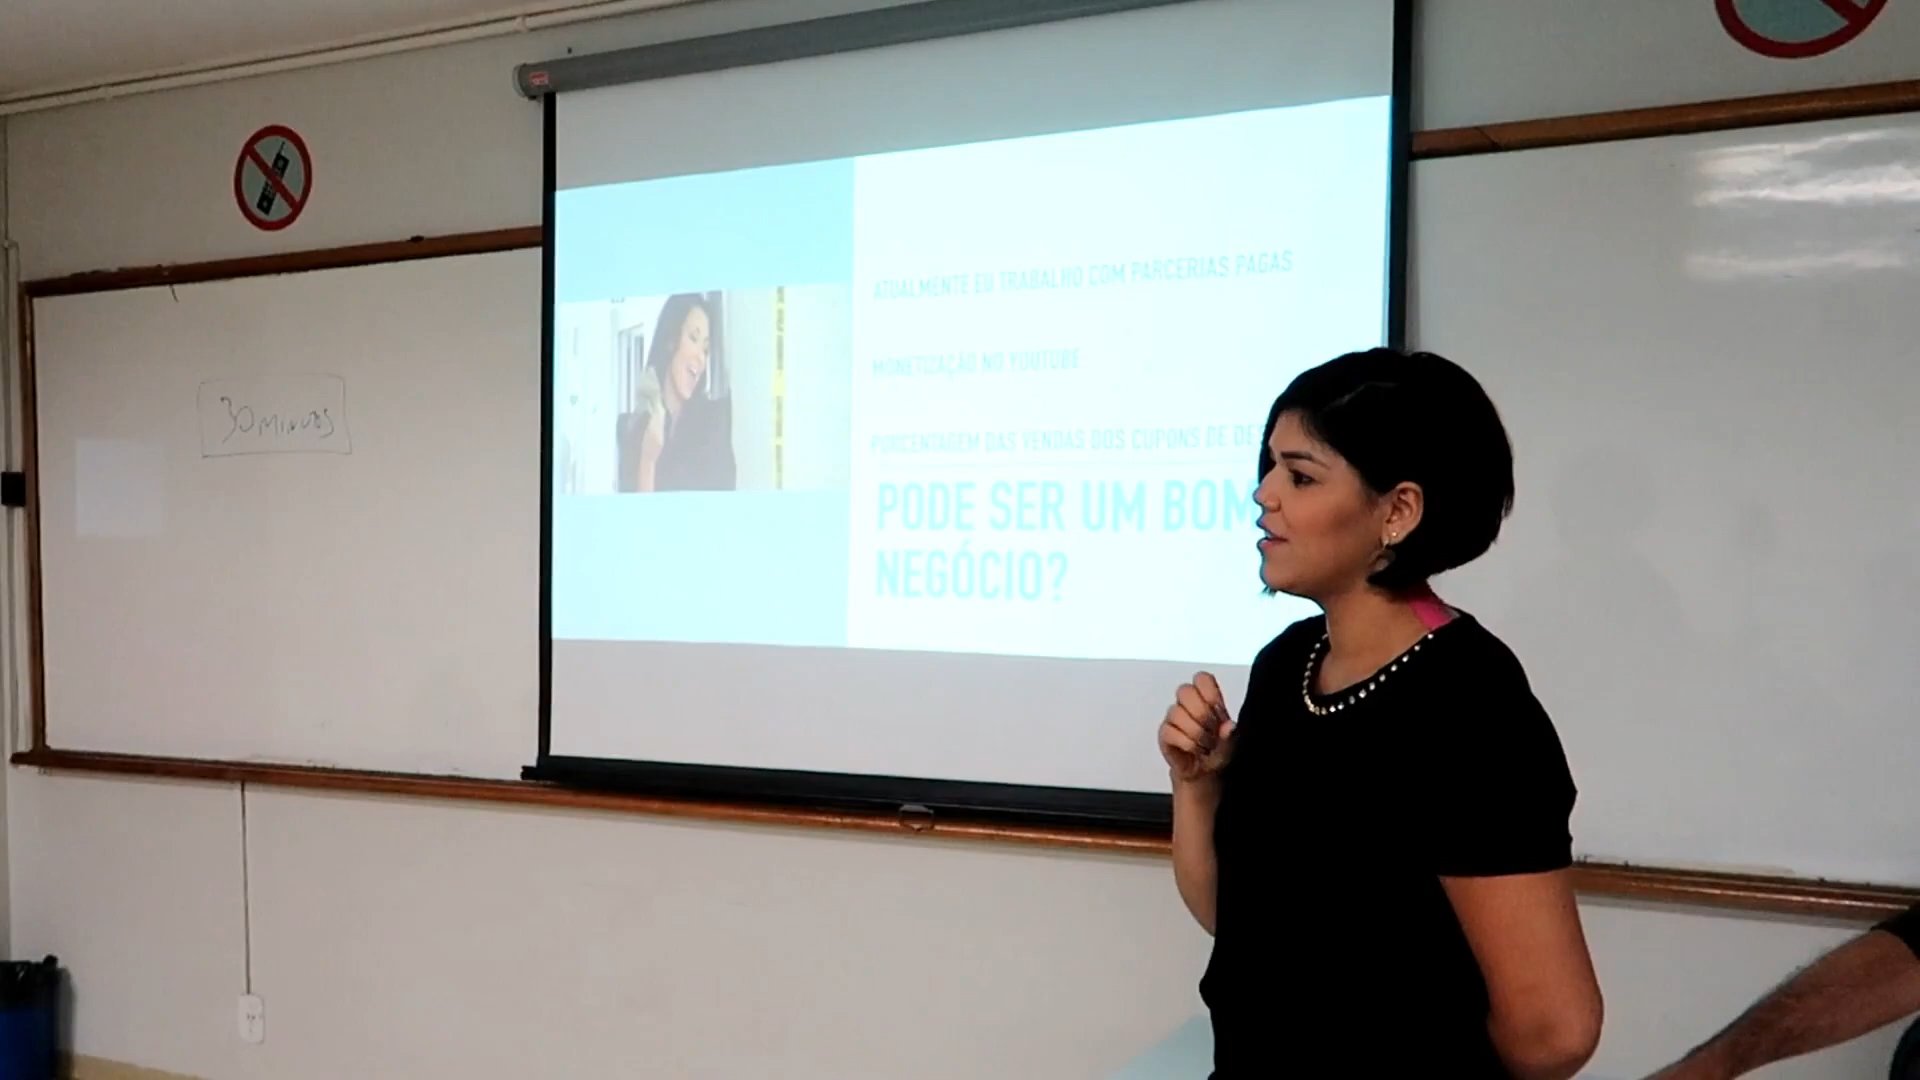 30 MINUTOS
ATUALMENTE EU TRABALHO COM PARCERIAS PAGAS
MONETIZAÇÃO NO YOUTUBE
PORCENTAGEM DAS VENDAS DOS CUPONS DE DES
PODE SER UM BOM
NEGÓCIO?